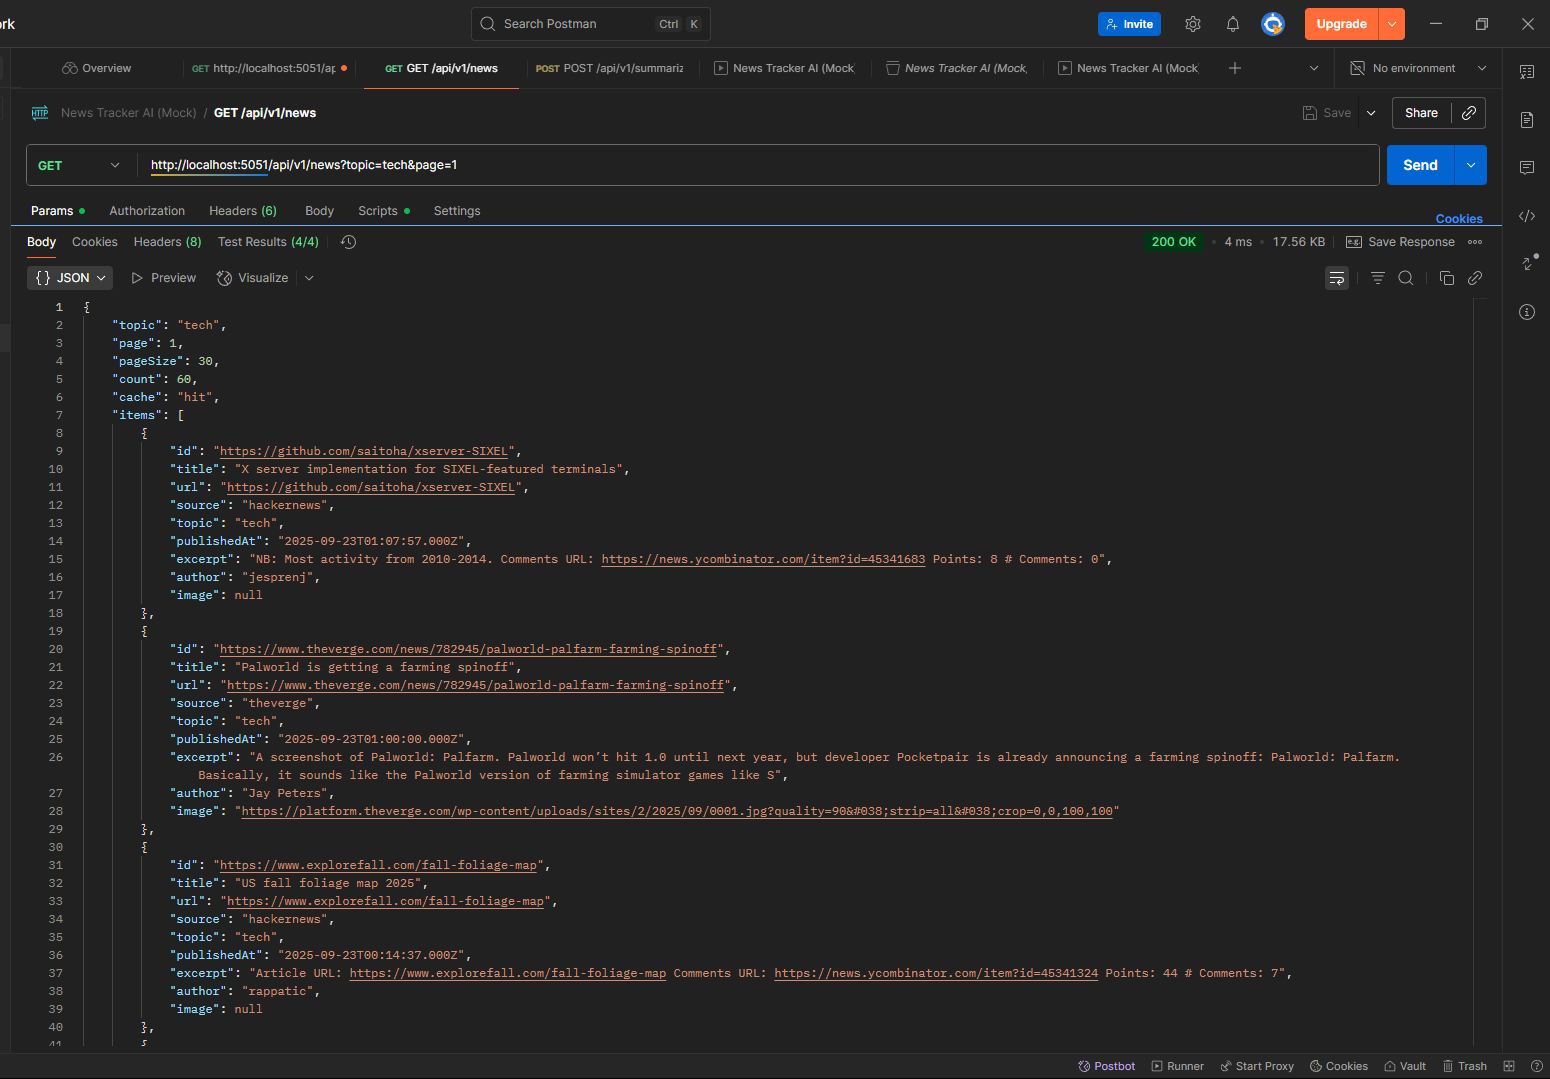 rk
Search Postman Ctrl K
Invite
Upgrade
Overview
GET http://localhost:5051/ap
GET GET /api/v1/news
POST POST /api/v1/summariz
News Tracker AI (Mock
News Tracker AI (Mock,
News Tracker AI (Mock
No environment
HTTP News Tracker AI (Mock) / GET /api/v1/news
Save
Share
GET
http://localhost:5051/api/v1/news?topic=tech&page=1
Send
Params Authorization Headers (6) Body Scripts Settings
Cookies
Body Cookies Headers (8) Test Results (4/4)
200 OK • 4 ms • 17.56 KB e.g. Save Response
{} JSON Preview Visualize
1 {
2 "topic": "tech",
3 "page": 1,
4 "pageSize": 30,
5 "count": 60,
6 "cache": "hit",
7 "items": [
8 {
9 "id": "https://github.com/saitoha/xserver-SIXEL",
10 "title": "X server implementation for SIXEL-featured terminals",
11 "url": "https://github.com/saitoha/xserver-SIXEL",
12 "source": "hackernews",
13 "topic": "tech",
14 "publishedAt": "2025-09-23T01:07:57.000Z",
15 "excerpt": "NB: Most activity from 2010-2014. Comments URL: https://news.ycombinator.com/item?id=45341683 Points: 8 # Comments: 0",
16 "author": "jesprenj",
17 "image": null
18 },
19 {
20 "id": "https://www.theverge.com/news/782945/palworld-palfarm-farming-spinoff",
21 "title": "Palworld is getting a farming spinoff",
22 "url": "https://www.theverge.com/news/782945/palworld-palfarm-farming-spinoff",
23 "source": "theverge",
24 "topic": "tech",
25 "publishedAt": "2025-09-23T01:00:00.000Z",
26 "excerpt": "A screenshot of Palworld: Palfarm. Palworld won’t hit 1.0 until next year, but developer Pocketpair is already announcing a farming spinoff: Palworld: Palfarm.
Basically, it sounds like the Palworld version of farming simulator games like S",
27 "author": "Jay Peters",
28 "image": "https://platform.theverge.com/wp-content/uploads/sites/2/2025/09/0001.jpg?quality=90&#038;strip=all&#038;crop=0,0,100,100"
29 },
30 {
31 "id": "https://www.explorefall.com/fall-foliage-map",
32 "title": "US fall foliage map 2025",
33 "url": "https://www.explorefall.com/fall-foliage-map",
34 "source": "hackernews",
35 "topic": "tech",
36 "publishedAt": "2025-09-23T00:14:37.000Z",
37 "excerpt": "Article URL: https://www.explorefall.com/fall-foliage-map Comments URL: https://news.ycombinator.com/item?id=45341324 Points: 44 # Comments: 7",
38 "author": "rappatic",
39 "image": null
40 },
41 {
Postbot Runner Start Proxy Cookies Vault Trash